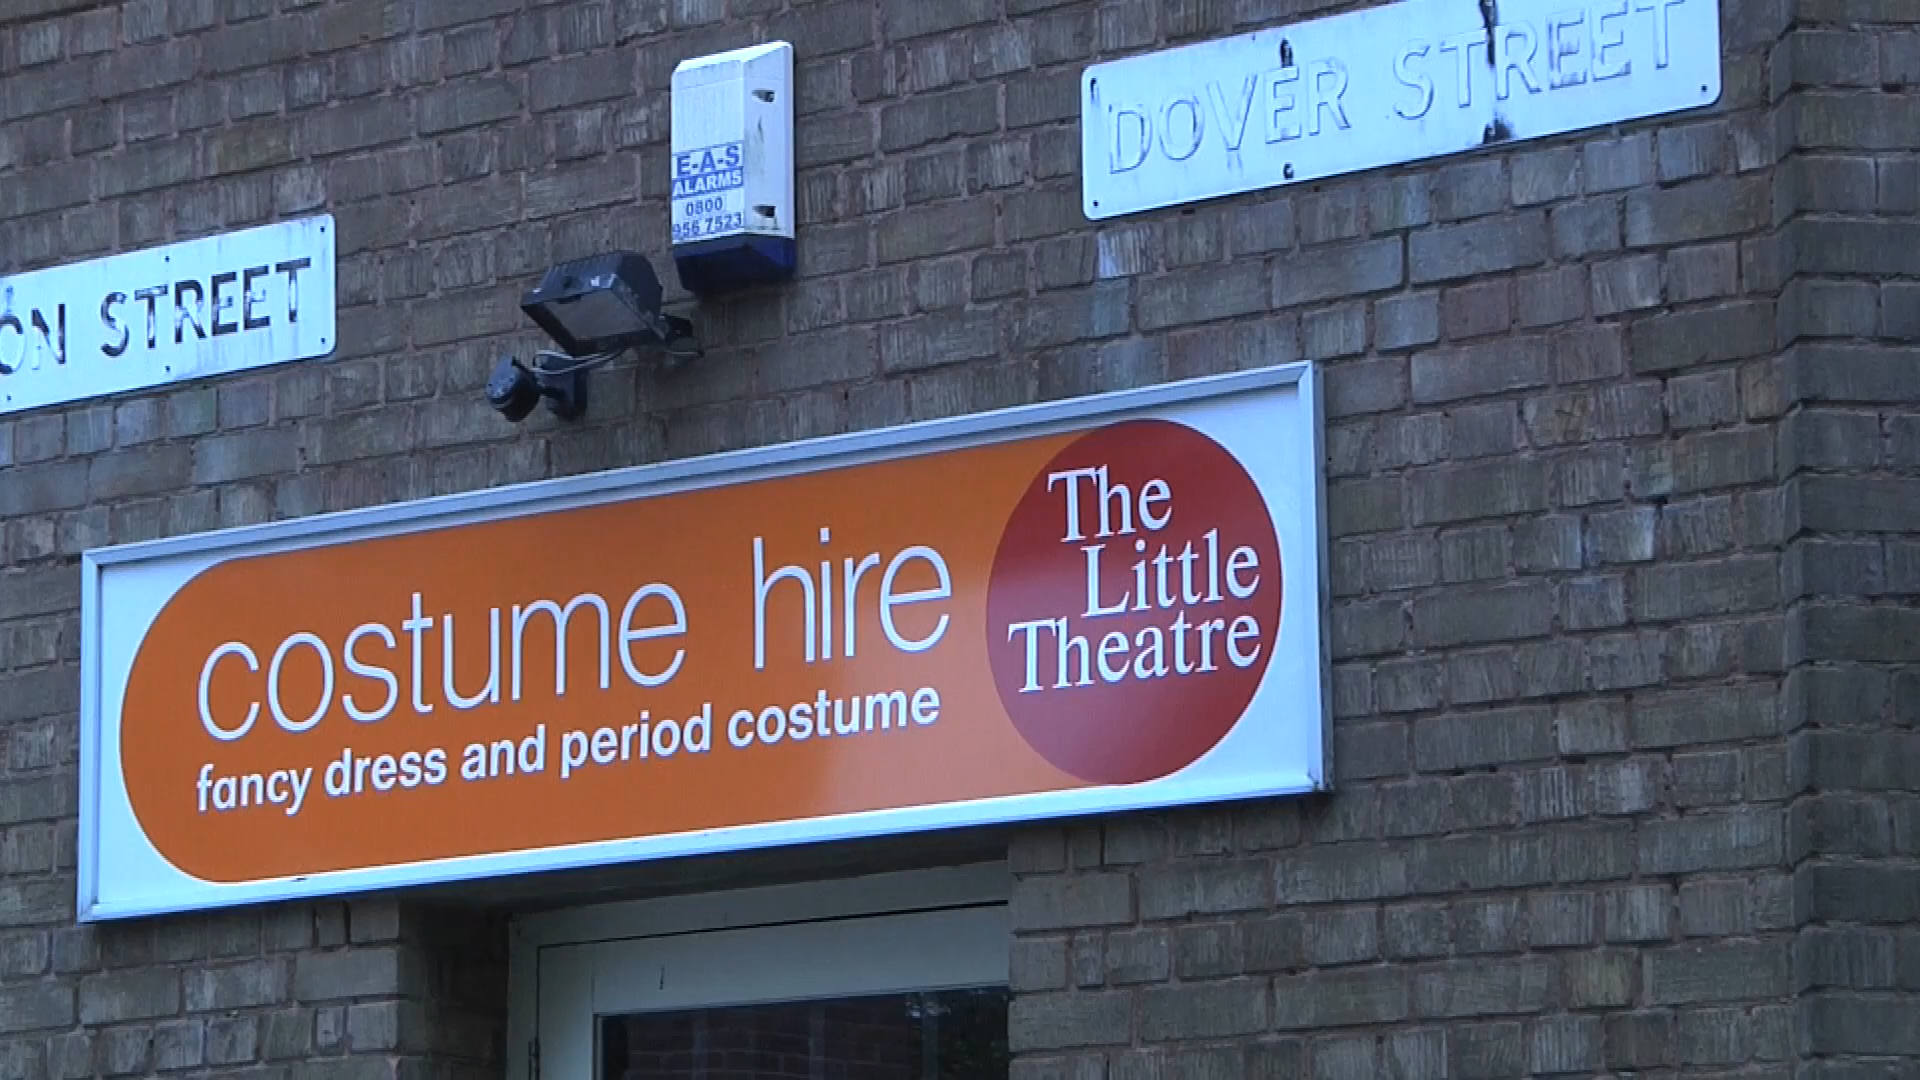 DOVER STREET
E-A-S
ALARMS
0800
956 7523
ON STREET
costume hire
fancy dress and period costume
The
Little
Theatre